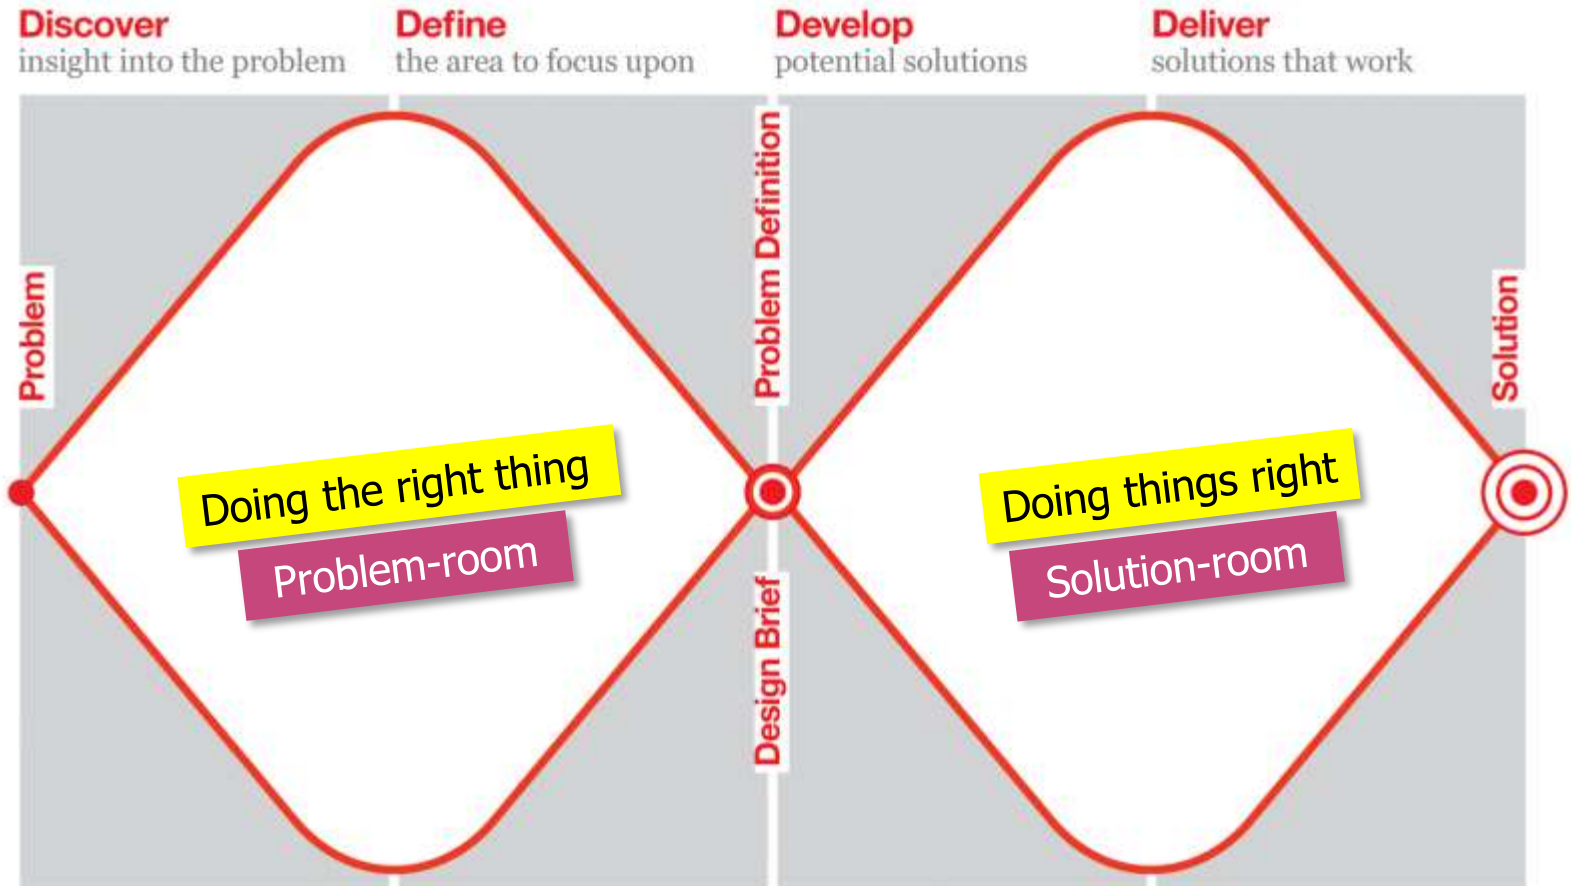 Discover
insight into the problem
Define
the area to focus upon
Develop
potential solutions
Deliver
solutions that work
Problem
Problem Definition
Design Brief
Solution
Doing the right thing
Problem-room
Doing things right
Solution-room